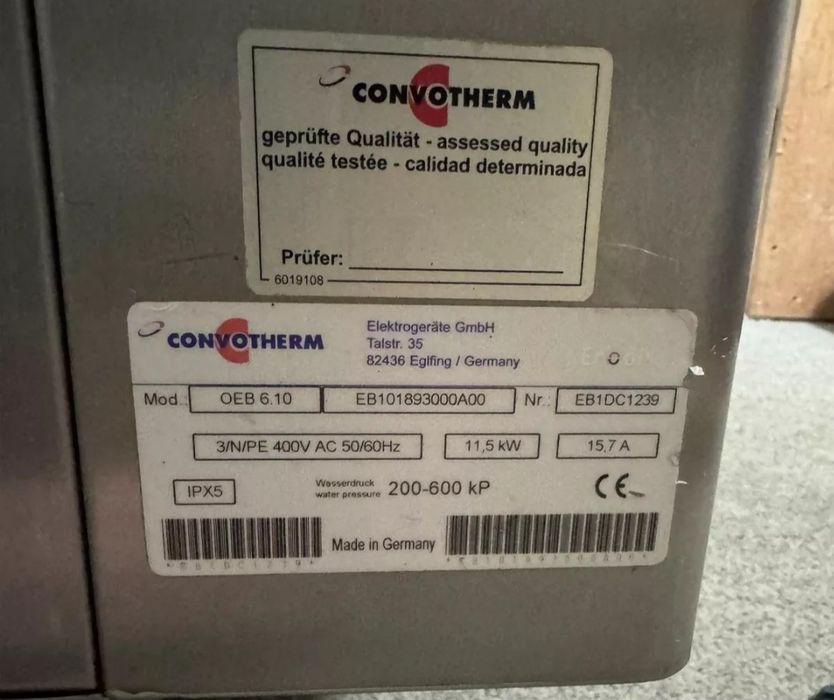 CONVOTHERM
geprüfte Qualität - assessed quality
qualité testée - calidad determinada
Prüfer:
6019108
CONVOTHERM
Elektrogeräte GmbH
Talstr. 35
82436 Eglfing / Germany
Mod.: OEB 6.10 EB101893000A00 Nr.: EB1DC1239
3/N/PE 400V AC 50/60Hz 11,5 kW 15,7 A
IPX5 Wasserdruck water pressure 200-600 kP CE
Made in Germany
*EB1DC1239*